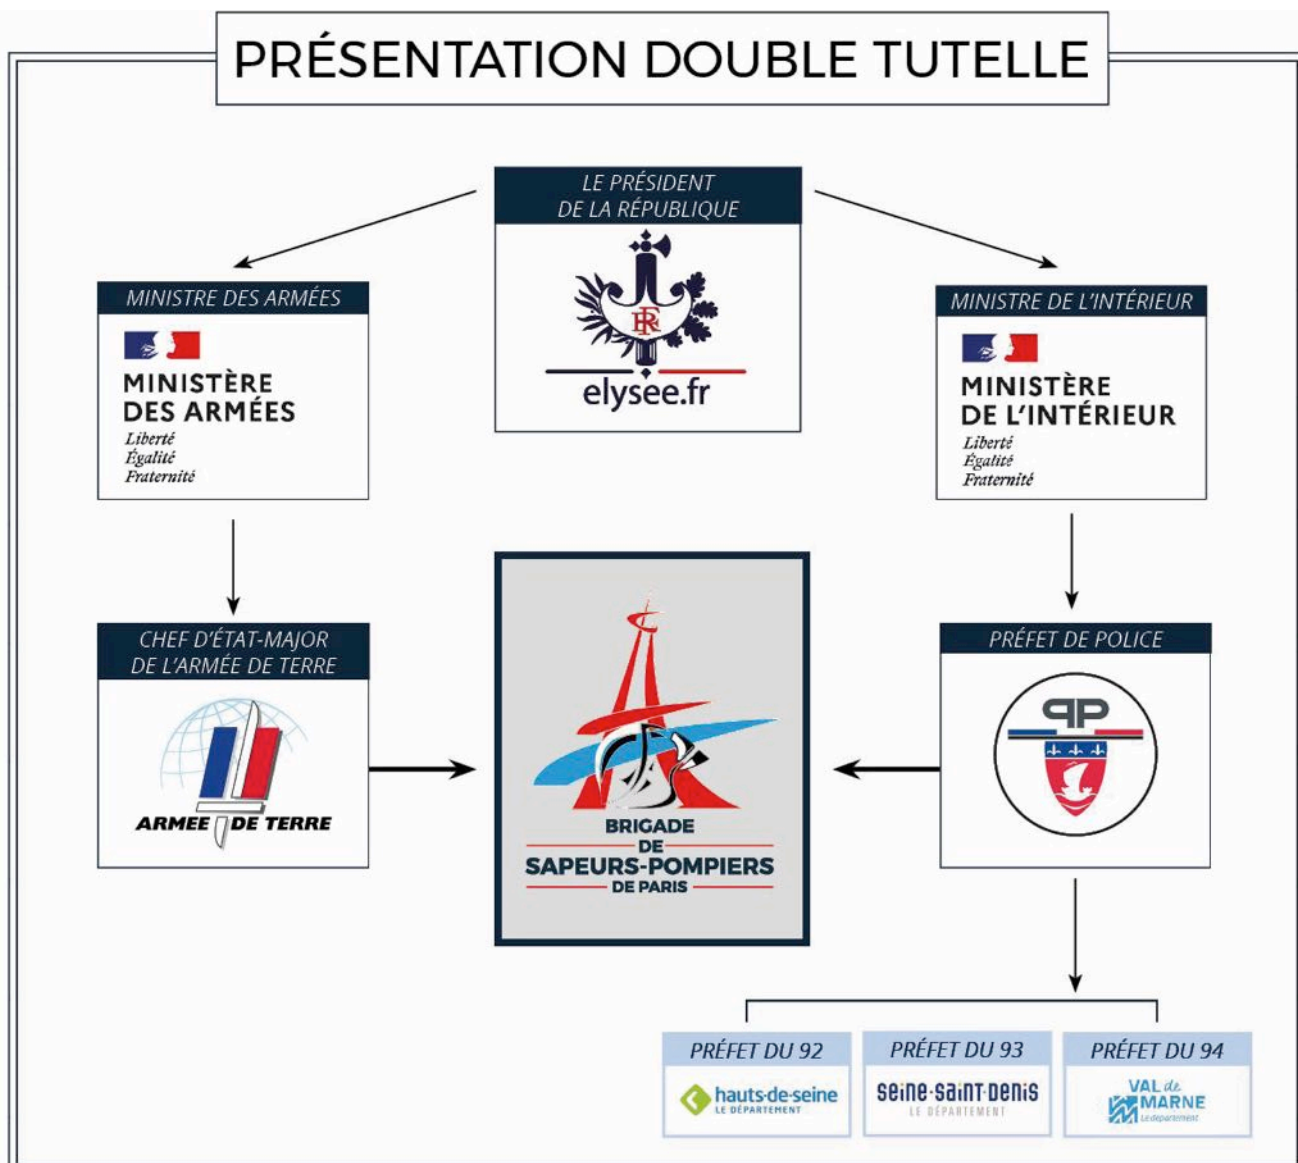 PRÉSENTATION DOUBLE TUTELLE
LE PRÉSIDENT
DE LA RÉPUBLIQUE
RF
elysee.fr
MINISTRE DES ARMÉES
MINISTÈRE
DES ARMÉES
Liberté
Égalité
Fraternité
MINISTRE DE L'INTÉRIEUR
MINISTÈRE
DE L'INTÉRIEUR
Liberté
Égalité
Fraternité
CHEF D'ÉTAT-MAJOR
DE L'ARMÉE DE TERRE
ARMEE DE TERRE
BRIGADE
DE
SAPEURS-POMPIERS
DE PARIS
PRÉFET DE POLICE
PP
PRÉFET DU 92
hauts-de-seine
LE DÉPARTEMENT
PRÉFET DU 93
seine-saint-denis
LE DÉPARTEMENT
PRÉFET DU 94
VAL de
MARNE
Le département